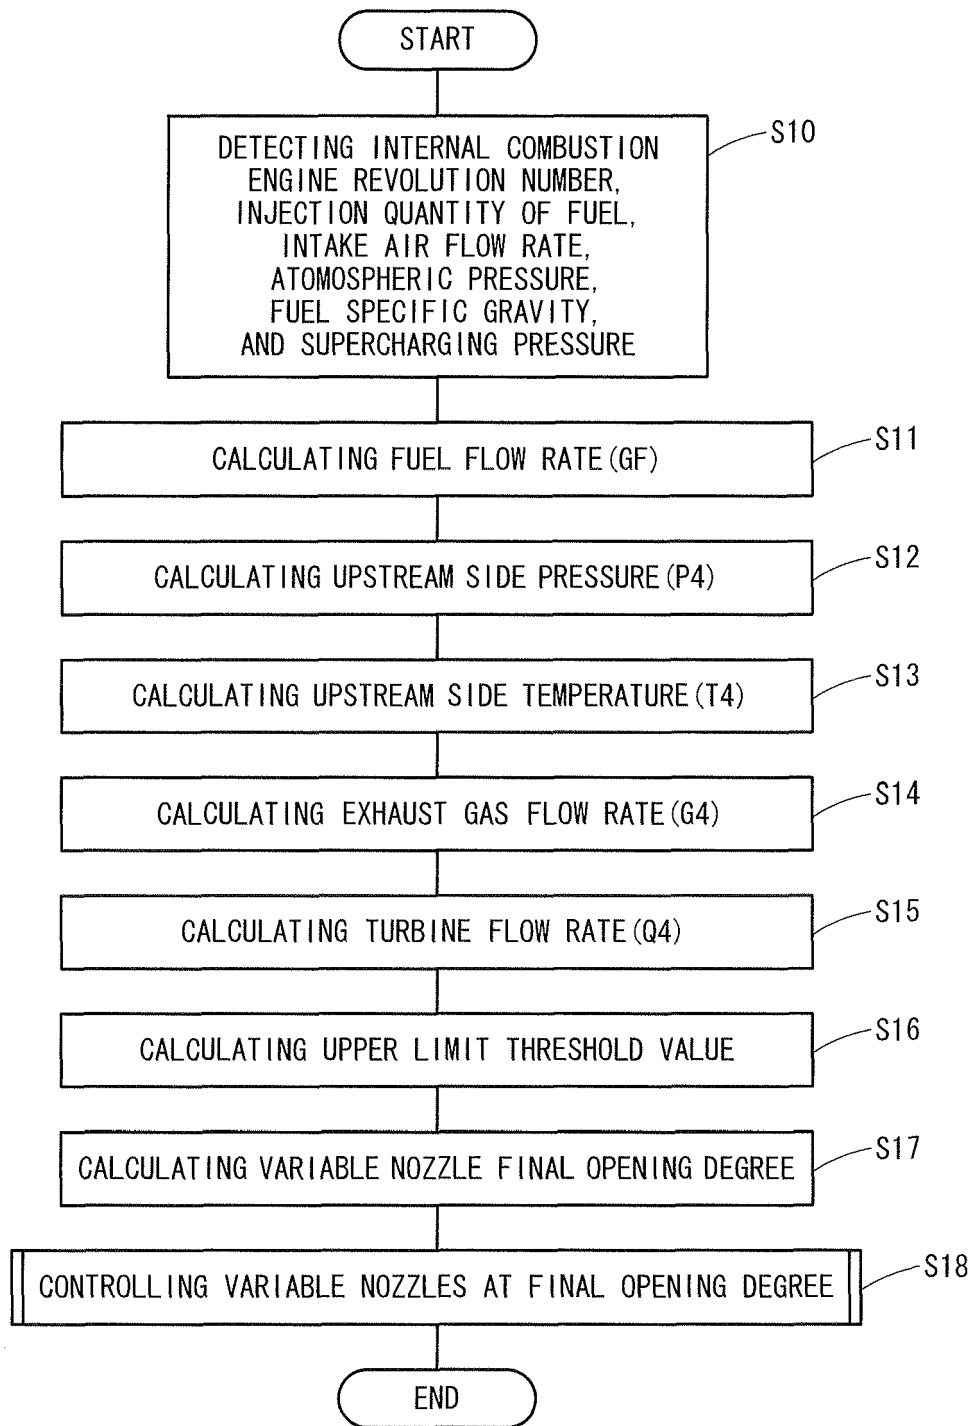 START
S10
DETECTING INTERNAL COMBUSTION
ENGINE REVOLUTION NUMBER,
INJECTION QUANTITY OF FUEL,
INTAKE AIR FLOW RATE,
ATOMOSPHERIC PRESSURE,
FUEL SPECIFIC GRAVITY,
AND SUPERCHARGING PRESSURE
S11
CALCULATING FUEL FLOW RATE(GF)
S12
CALCULATING UPSTREAM SIDE PRESSURE(P4)
S13
CALCULATING UPSTREAM SIDE TEMPERATURE(T4)
S14
CALCULATING EXHAUST GAS FLOW RATE(G4)
S15
CALCULATING TURBINE FLOW RATE(Q4)
S16
CALCULATING UPPER LIMIT THRESHOLD VALUE
S17
CALCULATING VARIABLE NOZZLE FINAL OPENING DEGREE
S18
CONTROLLING VARIABLE NOZZLES AT FINAL OPENING DEGREE
END